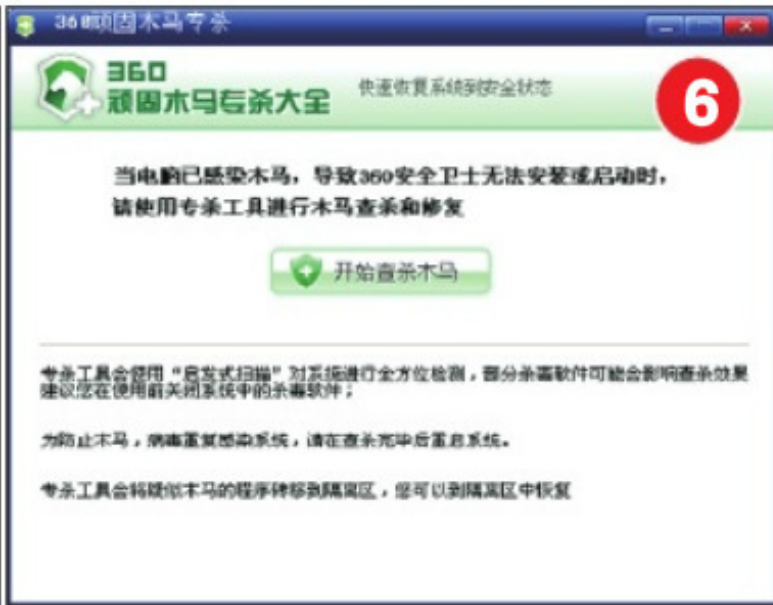 360顽固木马专杀
360
顽固木马专杀大全
快速恢复系统到安全状态
6
当电脑已感染木马，导致360安全卫士无法安装或启动时，
请使用专杀工具进行木马查杀和修复
开始查杀木马
专杀工具会使用“启发式扫描”对系统进行全方位检测，部分杀毒软件可能会影响查杀效果
建议您在使用前关闭系统中的杀毒软件；
为防止木马，病毒重复感染系统，请在查杀完毕后重启系统。
专杀工具会将疑似木马的程序转移到隔离区，您可以到隔离区中恢复